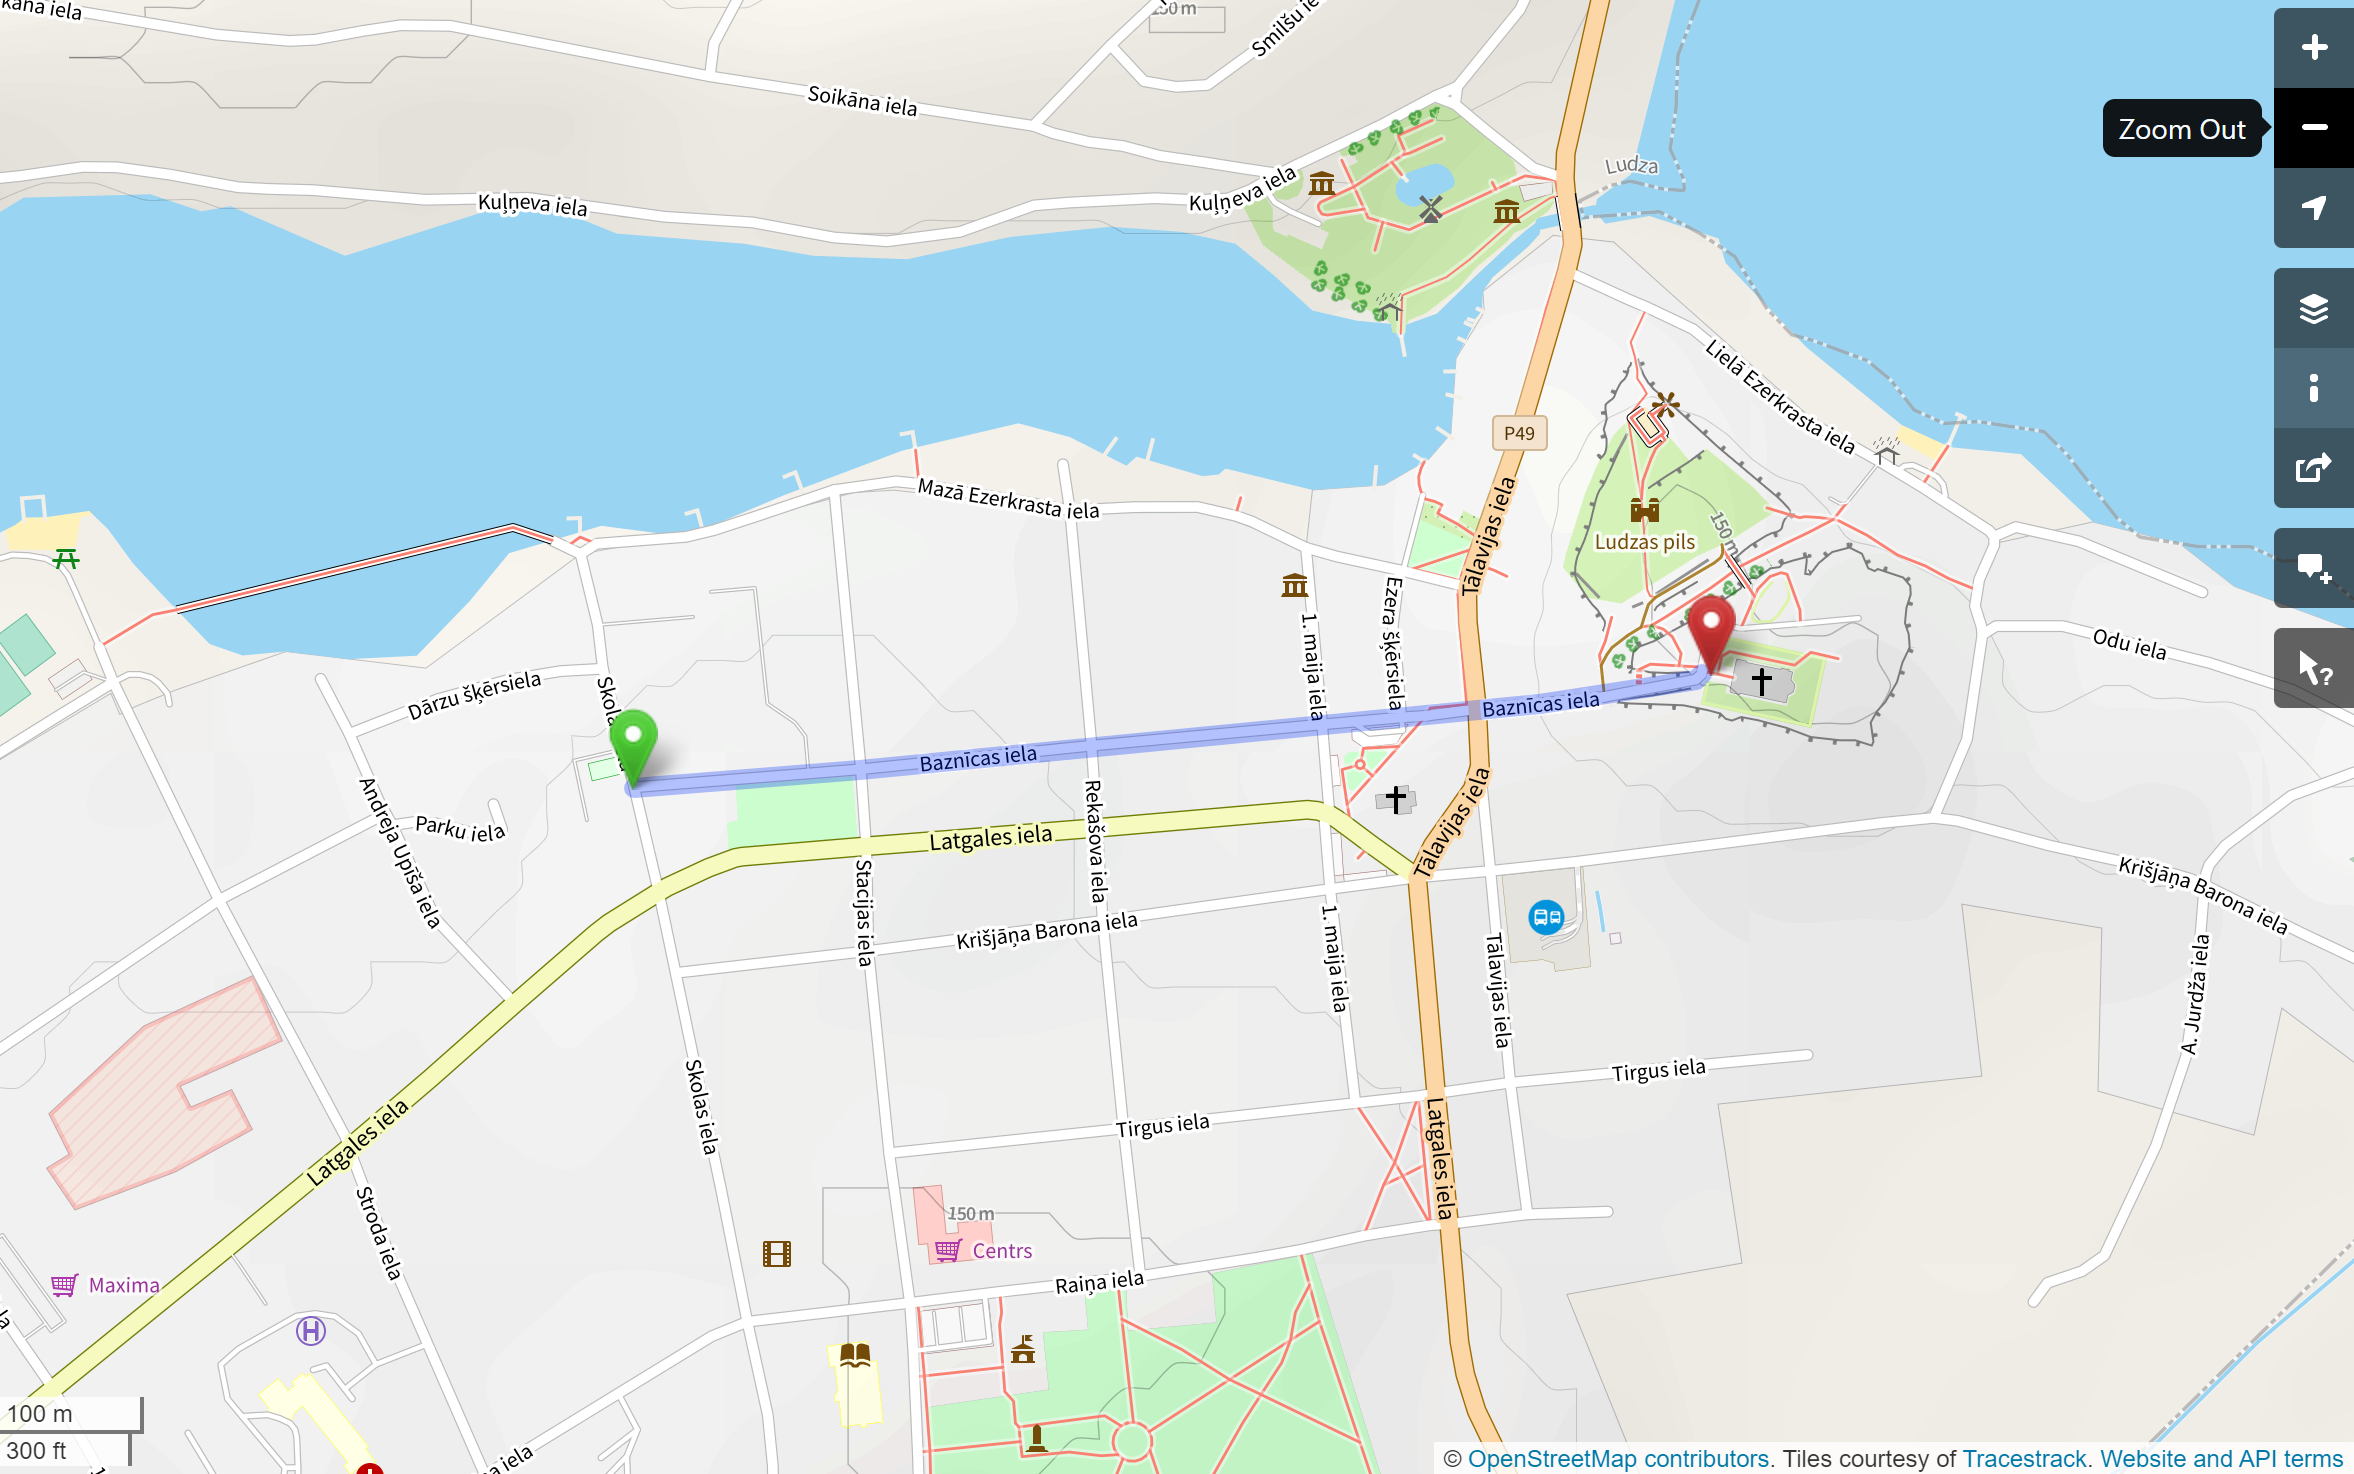 150 m
Smilšu ie
kāna iela
Soikāna iela
Zoom Out
Ludza
Kuļņeva iela
Kuļņeva iela
Lielā Ezerkrasta iela
P49
Mazā Ezerkrasta iela
Tālavijas iela
150 m
Ludzas pils
Ezera šķērsiela
1. maija iela
Odu iela
Dārzu šķērsiela
Baznīcas iela
Baznīcas iela
Andreja Upīša iela
Parku iela
Rekašova iela
Latgales iela
Tālavijas iela
Stacijas iela
Krišjāņa Barona iela
Krišjāņa Barona iela
1. maija iela
Tālavijas iela
A. Jurdža iela
Skolas iela
Tirgus iela
Tirgus iela
Latgales iela
Latgales iela
Stroda iela
150 m
Centrs
Raiņa iela
Maxima
H
100 m
300 ft
© OpenStreetMap contributors. Tiles courtesy of Tracestrack. Website and API terms